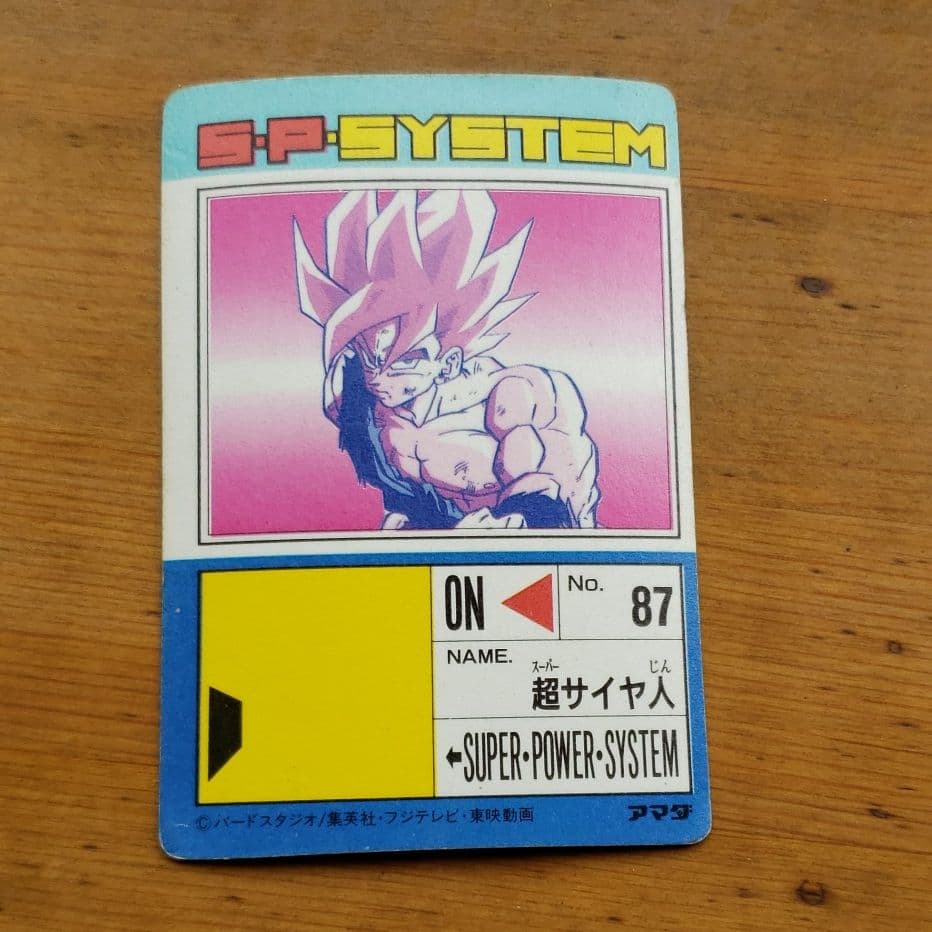 S・P・SYSTEM
ON
No. 87
NAME.
スーパー じん
超サイヤ人
←SUPER・POWER・SYSTEM
©バードスタジオ/集英社・フジテレビ・東映動画
アマダ